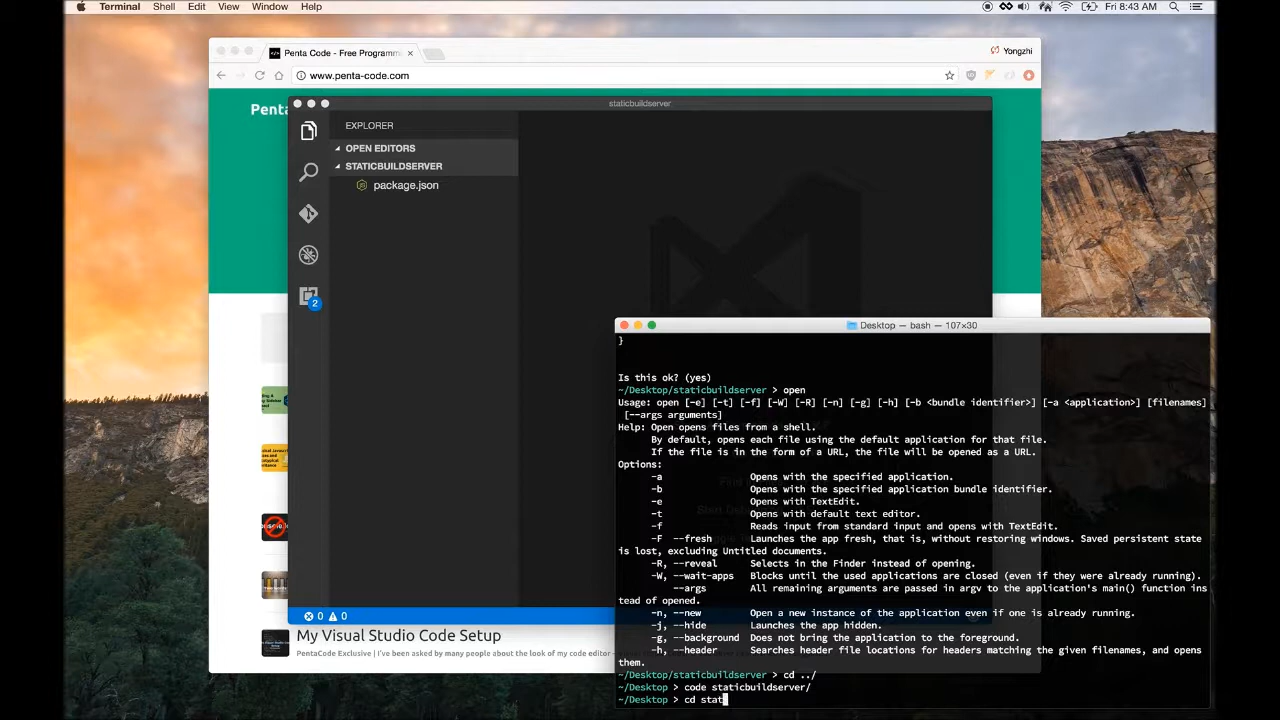 Terminal Shell Edit View Window Help Fri 8:43 AM
Penta Code - Free Programm
Yongzhi
www.penta-code.com
Penta
staticbuildserver
EXPLORER
OPEN EDITORS
STATICBUILDSERVER
package.json
2
0 0
My Visual Studio Code Setup
Desktop — bash — 107×30
}
Is this ok? (yes)
~/Desktop/staticbuildserver > open
Usage: open [-e] [-t] [-f] [-W] [-R] [-n] [-g] [-h] [-b <bundle identifier>] [-a <application>] [filenames]
[--args arguments]
Help: Open opens files from a shell.
By default, opens each file using the default application for that file.
If the file is in the form of a URL, the file will be opened as a URL.
Options:
-a Opens with the specified application.
-b Opens with the specified application bundle identifier.
-e Opens with TextEdit.
-t Opens with default text editor.
-f Reads input from standard input and opens with TextEdit.
-F --fresh Launches the app fresh, that is, without restoring windows. Saved persistent state
is lost, excluding Untitled documents.
-R, --reveal Selects in the Finder instead of opening.
-W, --wait-apps Blocks until the used applications are closed (even if they were already running).
--args All remaining arguments are passed in argv to the application's main() function ins
tead of opened.
-n, --new Open a new instance of the application even if one is already running.
-j, --hide Launches the app hidden.
-g, --background Does not bring the application to the foreground.
-h, --header Searches header file locations for headers matching the given filenames, and opens
them.
~/Desktop/staticbuildserver > cd ../
~/Desktop > code staticbuildserver/
~/Desktop > cd stat
PentaCode Exclusive | I've been asked by many people about the look of my code editor